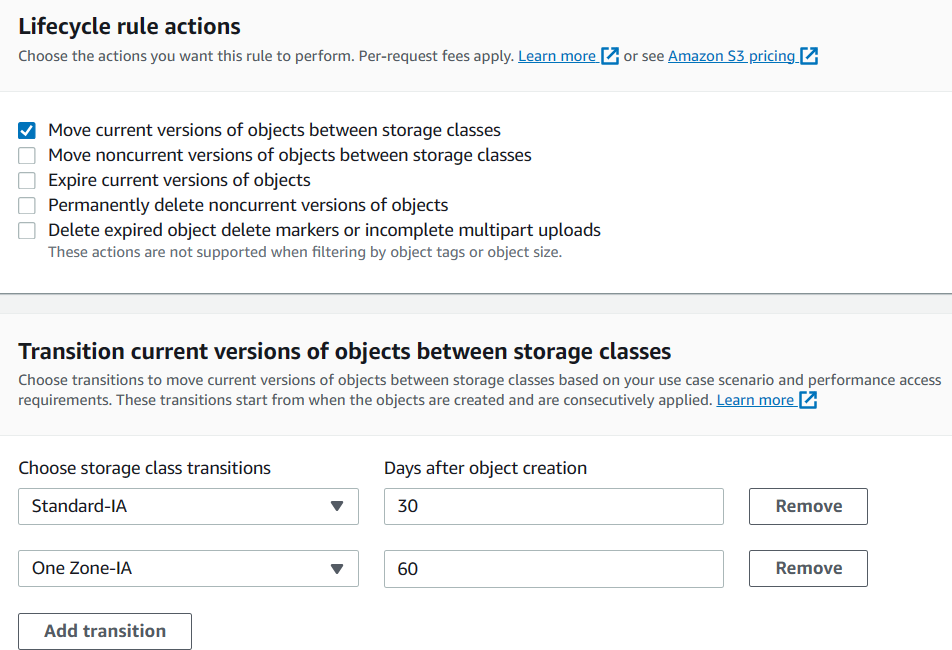 Lifecycle rule actions
Choose the actions you want this rule to perform. Per-request fees apply. Learn more or see Amazon S3 pricing
Move current versions of objects between storage classes
Move noncurrent versions of objects between storage classes
Expire current versions of objects
Permanently delete noncurrent versions of objects
Delete expired object delete markers or incomplete multipart uploads
These actions are not supported when filtering by object tags or object size.
Transition current versions of objects between storage classes
Choose transitions to move current versions of objects between storage classes based on your use case scenario and performance access
requirements. These transitions start from when the objects are created and are consecutively applied. Learn more
Choose storage class transitions Days after object creation
Standard-IA 30 Remove
One Zone-IA 60 Remove
Add transition